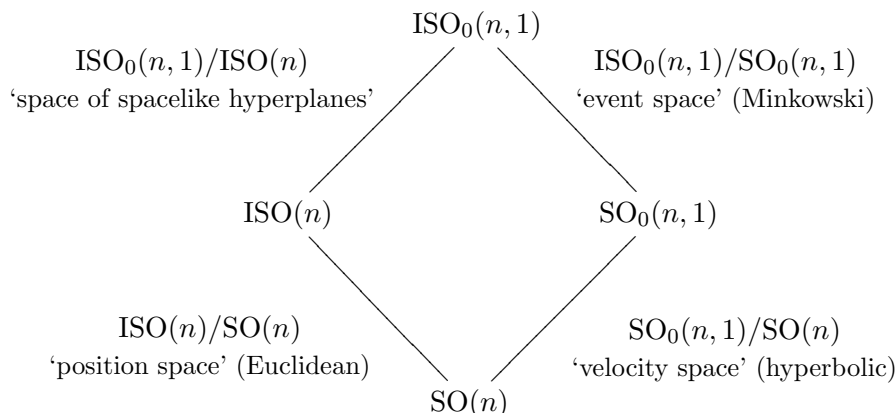 ISO₀(n, 1)
ISO₀(n, 1)/ISO(n)
‘space of spacelike hyperplanes’
ISO₀(n, 1)/SO₀(n, 1)
‘event space’ (Minkowski)
ISO(n)
SO₀(n, 1)
ISO(n)/SO(n)
‘position space’ (Euclidean)
SO₀(n, 1)/SO(n)
‘velocity space’ (hyperbolic)
SO(n)